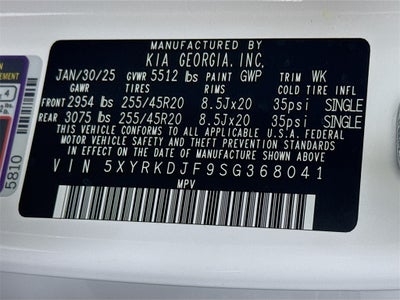 MANUFACTURED BY
KIA GEORGIA, INC.
JAN/30/25 GVWR 5512 lbs PAINT GWP TRIM WK
GAWR TIRES RIMS COLD TIRE INFL
FRONT 2954 lbs 255/45R20 8.5Jx20 35psi SINGLE
REAR 3075 lbs 255/45R20 8.5Jx20 35psi SINGLE
THIS VEHICLE CONFORMS TO ALL APPLICABLE U.S.A FEDERAL
MOTOR VEHICLE SAFETY AND THEFT PREVENTION STANDARDS
IN EFFECT ON THE DATE OF MANUFACTURE SHOWN ABOVE.
VIN 5XYRKDJF9SG368041
MPV
4
5810